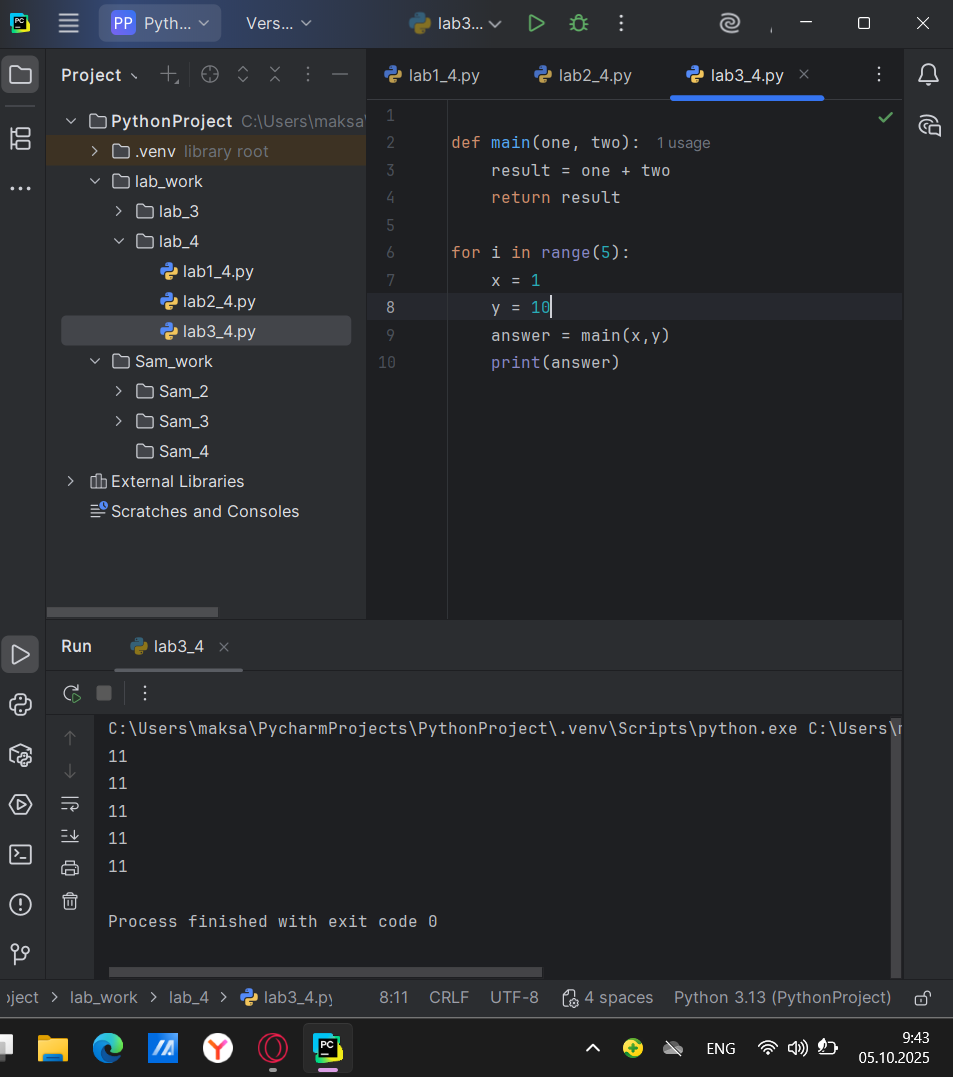 PC PP Pyth... Vers... lab3...
Project
PythonProject C:\Users\maksa\
.venv library root
lab_work
lab_3
lab_4
lab1_4.py
lab2_4.py
lab3_4.py
Sam_work
Sam_2
Sam_3
Sam_4
External Libraries
Scratches and Consoles
lab1_4.py lab2_4.py lab3_4.py
1
2 def main(one, two): 1 usage
3 result = one + two
4 return result
5
6 for i in range(5):
7 x = 1
8 y = 10
9 answer = main(x,y)
10 print(answer)
Run lab3_4
C:\Users\maksa\PycharmProjects\PythonProject\.venv\Scripts\python.exe C:\Users\
11
11
11
11
11
Process finished with exit code 0
oject > lab_work > lab_4 > lab3_4.py 8:11 CRLF UTF-8 4 spaces Python 3.13 (PythonProject)
PC ENG 9:43
05.10.2025